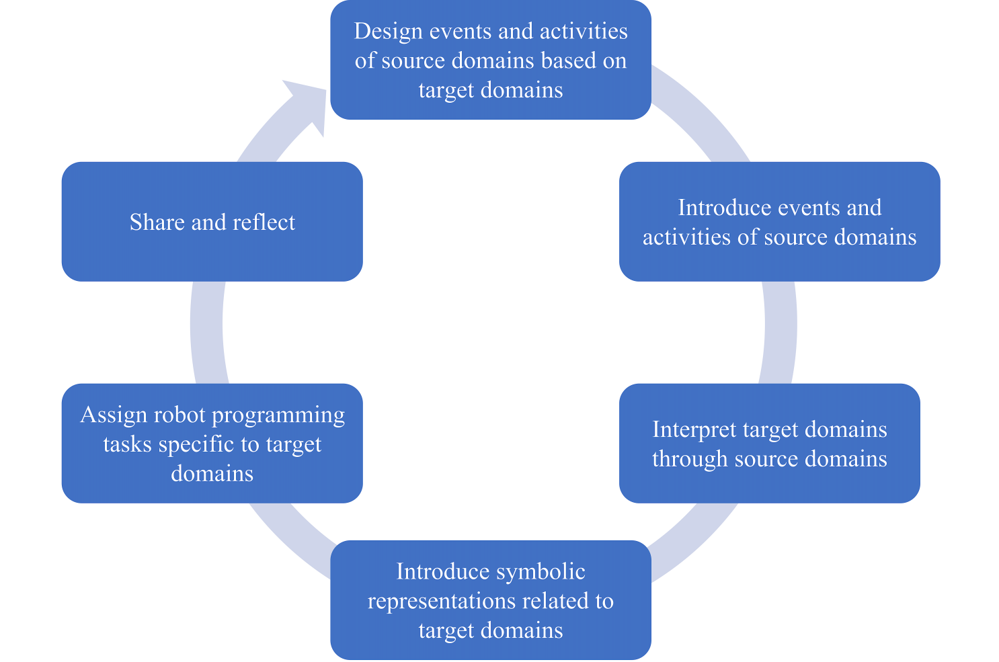 Design events and activities
of source domains based on
target domains
Introduce events and
activities of source domains
Interpret target domains
through source domains
Introduce symbolic
representations related to
target domains
Assign robot programming
tasks specific to target
domains
Share and reflect